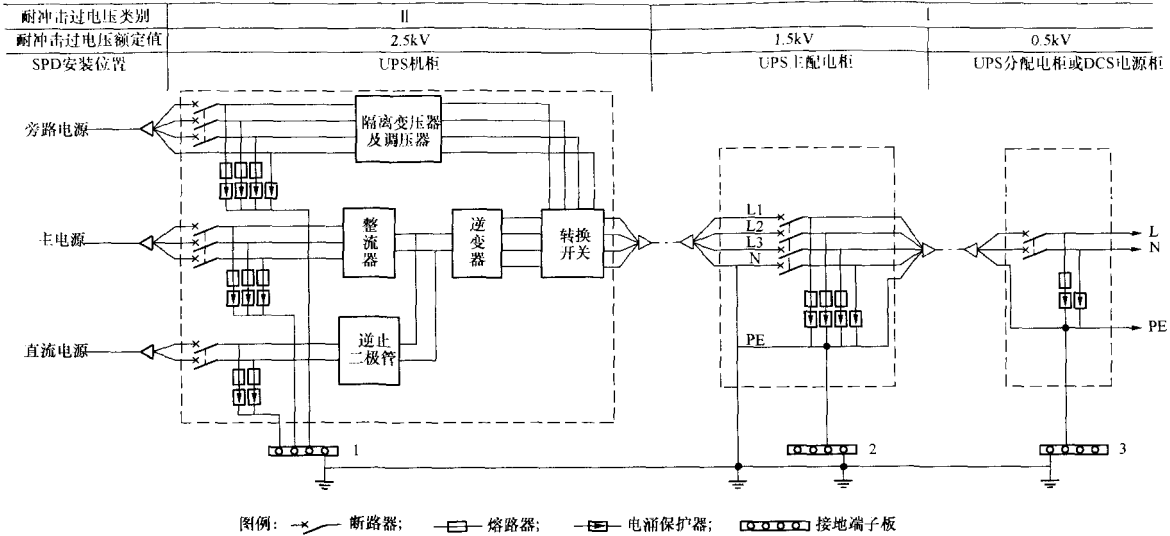 耐冲击过电压类别 II I
耐冲击过电压额定值 2.5kV 1.5kV 0.5kV
SPD安装位置 UPS机柜 UPS主配电柜 UPS分配电柜或DCS电源柜
旁路电源
隔离变压器
及调压器
主电源
整流器
逆变器
转换
开关
直流电源
逆止
二极管
L1
L2
L3
N
PE
L
N
PE
1
2
3
图例: 断路器; 熔路器; 电涌保护器; 接地端子板